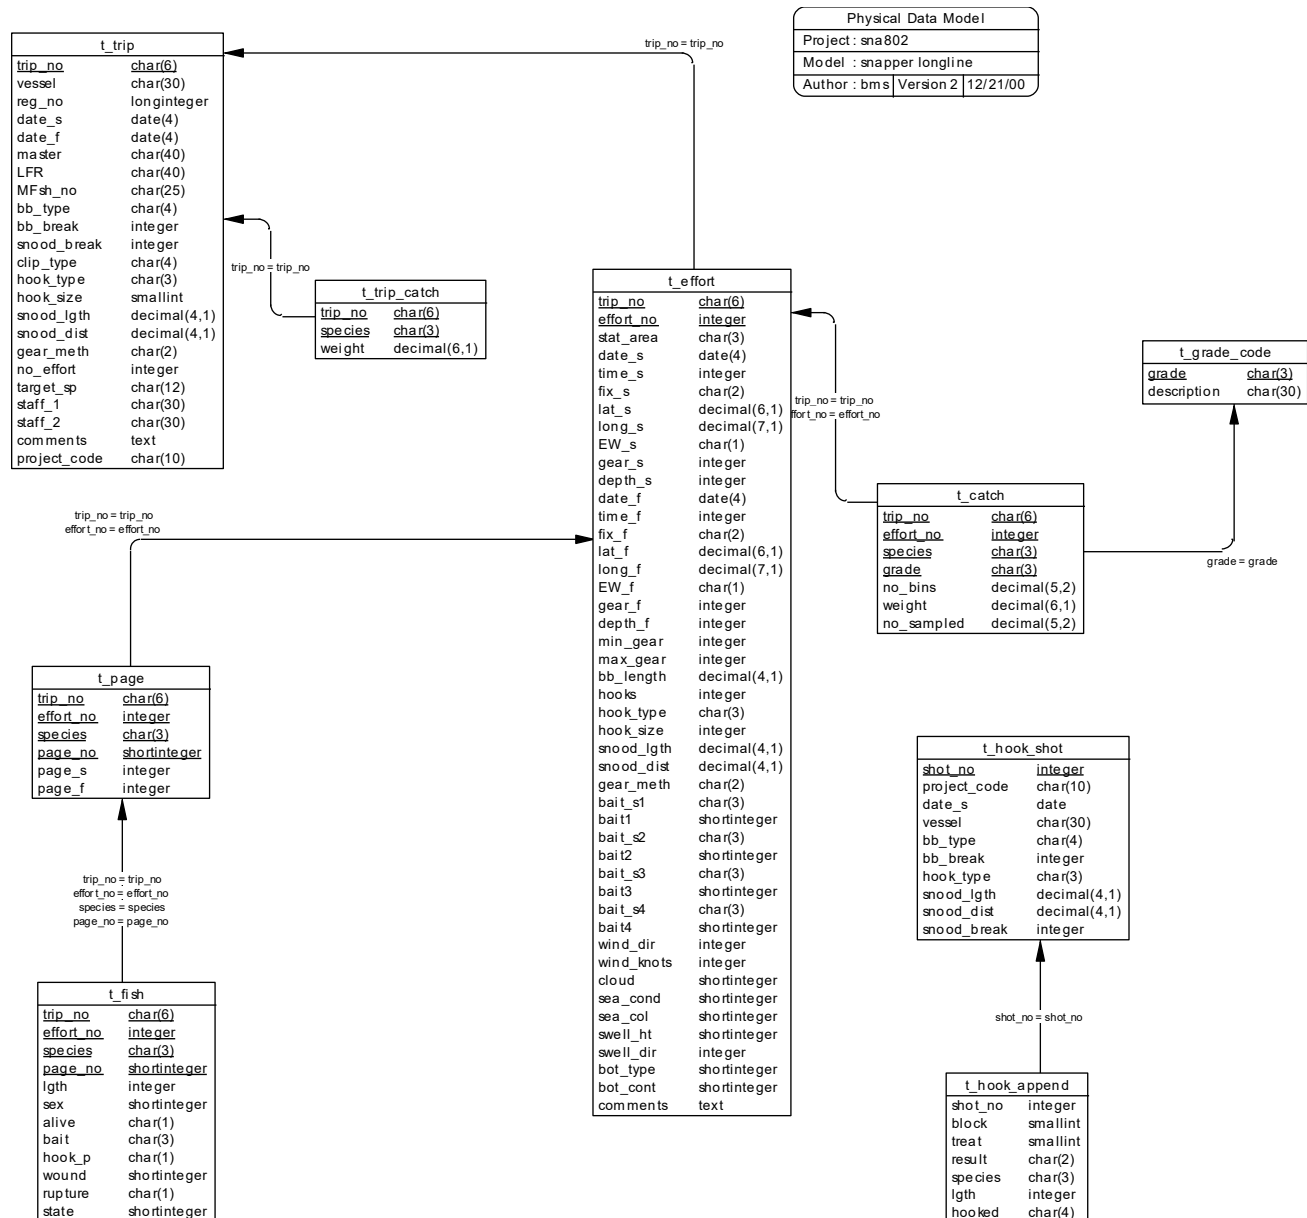 Physical Data Model
Project : sna802
Model : snapper longline
Author : bms Version 2 12/21/00
t_trip
trip_no char(6)
vessel char(30)
reg_no longinteger
date_s date(4)
date_f date(4)
master char(40)
LFR char(40)
MFsh_no char(25)
bb_type char(4)
bb_break integer
snood_break integer
clip_type char(4)
hook_type char(3)
hook_size smallint
snood_lgth decimal(4,1)
snood_dist decimal(4,1)
gear_meth char(2)
no_effort integer
target_sp char(12)
staff_1 char(30)
staff_2 char(30)
comments text
project_code char(10)
trip_no = trip_no
trip_no = trip_no
t_trip_catch
trip_no char(6)
species char(3)
weight decimal(6,1)
t_effort
trip_no char(6)
effort_no integer
stat_area char(3)
date_s date(4)
time_s integer
fix_s char(2)
lat_s decimal(6,1)
long_s decimal(7,1)
EW_s char(1)
gear_s integer
depth_s integer
date_f date(4)
time_f integer
fix_f char(2)
lat_f decimal(6,1)
long_f decimal(7,1)
EW_f char(1)
gear_f integer
depth_f integer
min_gear integer
max_gear integer
bb_length decimal(4,1)
hooks integer
hook_type char(3)
hook_size integer
snood_lgth decimal(4,1)
snood_dist decimal(4,1)
gear_meth char(2)
bait_s1 char(3)
bait1 shortinteger
bait_s2 char(3)
bait2 shortinteger
bait_s3 char(3)
bait3 shortinteger
bait_s4 char(3)
bait4 shortinteger
wind_dir integer
wind_knots integer
cloud shortinteger
sea_cond shortinteger
sea_col shortinteger
swell_ht shortinteger
swell_dir integer
bot_type shortinteger
bot_cont shortinteger
comments text
trip_no = trip_no
ffort_no = effort_no
t_grade_code
grade char(3)
description char(30)
t_catch
trip_no char(6)
effort_no integer
species char(3)
grade char(3)
no_bins decimal(5,2)
weight decimal(6,1)
no_sampled decimal(5,2)
grade = grade
trip_no = trip_no
effort_no = effort_no
t_page
trip_no char(6)
effort_no integer
species char(3)
page_no shortinteger
page_s integer
page_f integer
trip_no = trip_no
effort_no = effort_no
species = species
page_no = page_no
t_fish
trip_no char(6)
effort_no integer
species char(3)
page_no shortinteger
lgth integer
sex shortinteger
alive char(1)
bait char(3)
hook_p char(1)
wound shortinteger
rupture char(1)
state shortinteger
t_hook_shot
shot_no integer
project_code char(10)
date_s date
vessel char(30)
bb_type char(4)
bb_break integer
hook_type char(3)
snood_lgth decimal(4,1)
snood_dist decimal(4,1)
snood_break integer
shot_no = shot_no
t_hook_append
shot_no integer
block smallint
treat smallint
result char(2)
species char(3)
lgth integer
hooked char(4)